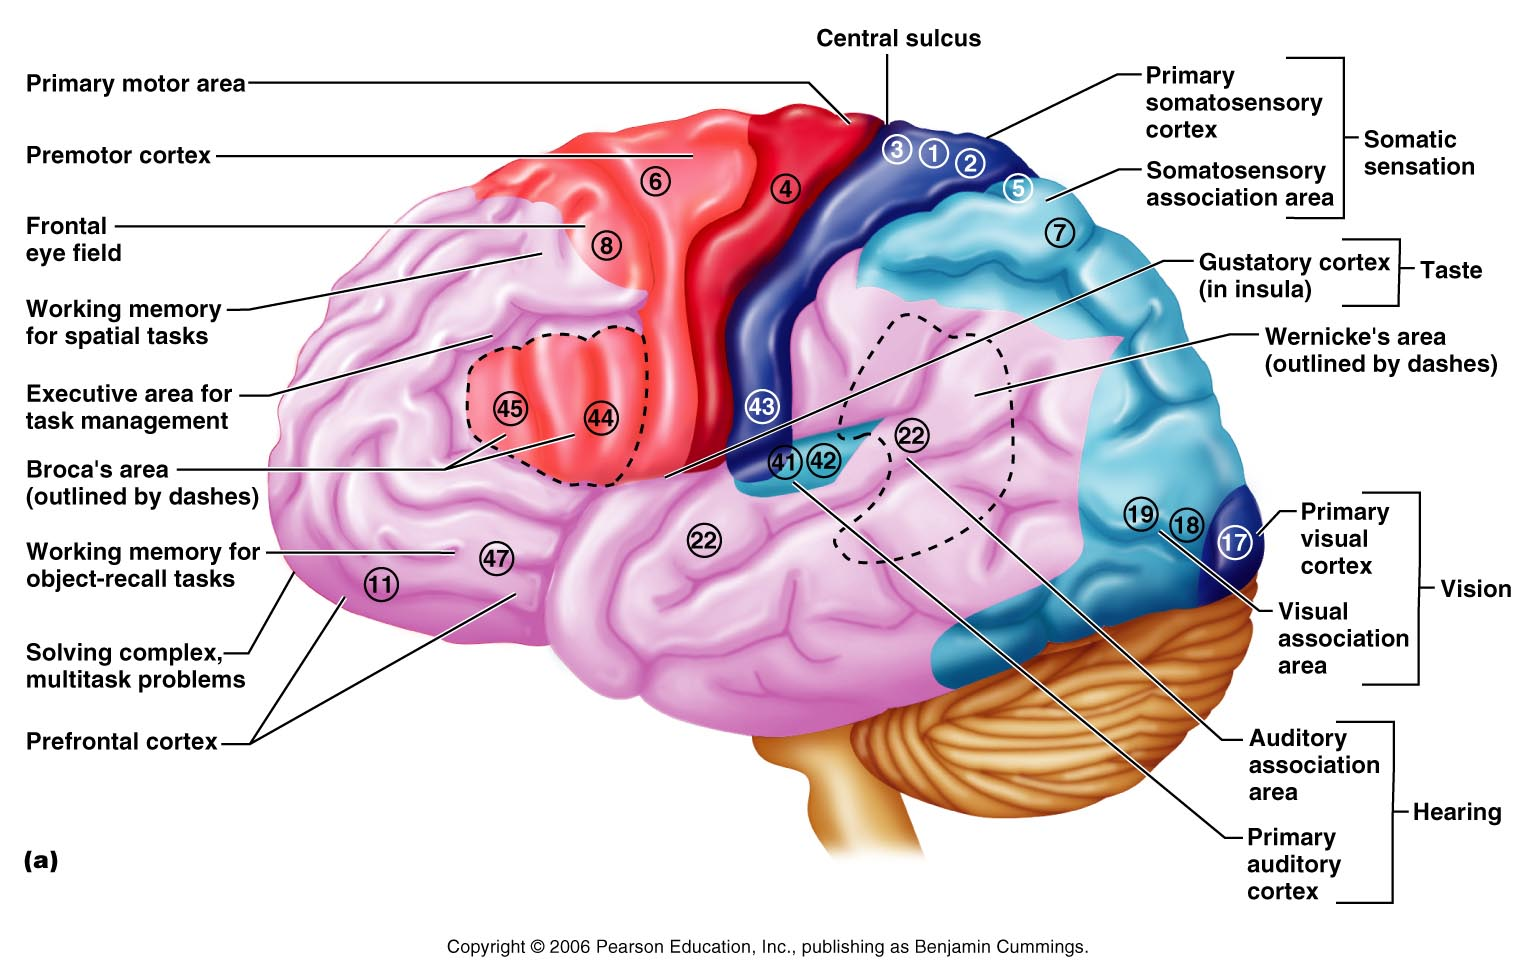 Central sulcus
Primary motor area
Premotor cortex
Frontal
eye field
Working memory
for spatial tasks
Executive area for
task management
Broca's area
(outlined by dashes)
Working memory for
object-recall tasks
Solving complex,
multitask problems
Prefrontal cortex
(a)
6
8
4
3
1
2
5
7
45
44
43
41
42
22
22
47
11
19
18
17
Primary
somatosensory
cortex
Somatosensory
association area
Somatic
sensation
Gustatory cortex
(in insula)
Taste
Wernicke's area
(outlined by dashes)
Primary
visual
cortex
Visual
association
area
Vision
Auditory
association
area
Primary
auditory
cortex
Hearing
Copyright © 2006 Pearson Education, Inc., publishing as Benjamin Cummings.